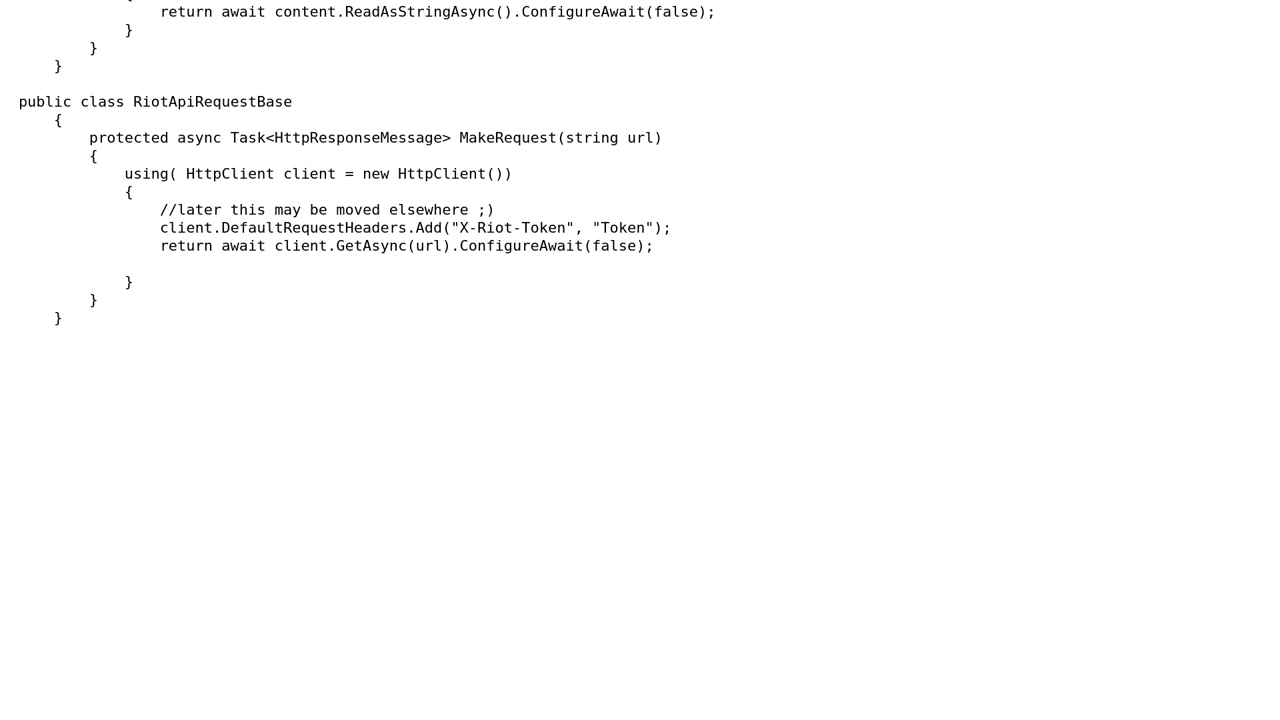 return await content.ReadAsStringAsync().ConfigureAwait(false);
}
}
}
public class RiotApiRequestBase
{
protected async Task<HttpResponseMessage> MakeRequest(string url)
{
using( HttpClient client = new HttpClient())
{
//later this may be moved elsewhere ;)
client.DefaultRequestHeaders.Add("X-Riot-Token", "Token");
return await client.GetAsync(url).ConfigureAwait(false);
}
}
}